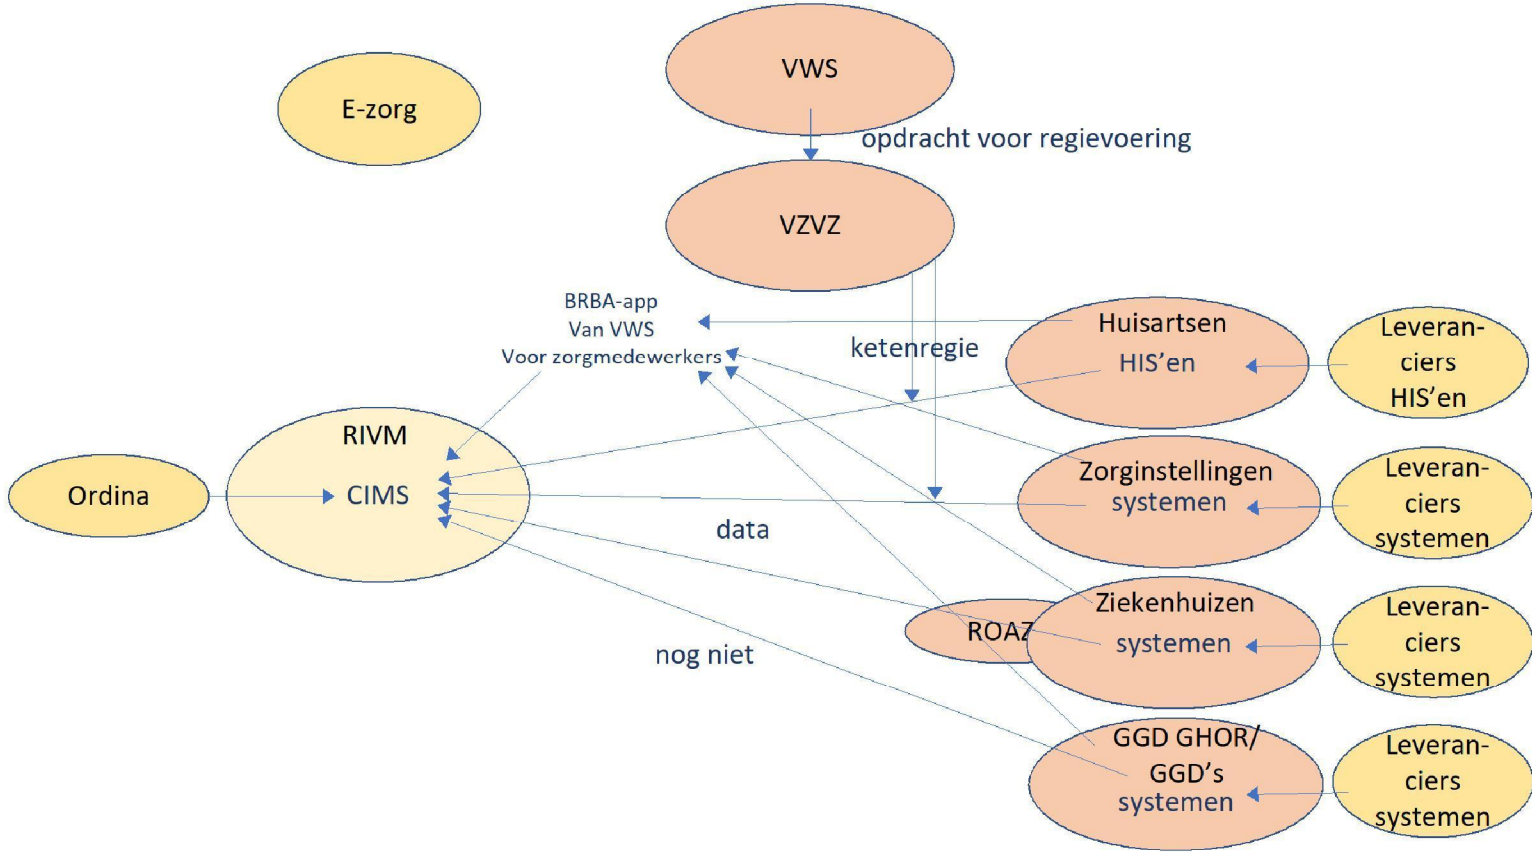 VWS
E-zorg
opdracht voor regievoering
VZVZ
BRBA-app
Van VWS
Voor zorgmedewerkers
ketenregie
Huisartsen
HIS'en
Leveran-
ciers
HIS'en
RIVM
CIMS
Ordina
data
Zorginstellingen
systemen
Leveran-
ciers
systemen
nog niet
ROAZ
Ziekenhuizen
systemen
Leveran-
ciers
systemen
GGD GHOR/
GGD's
systemen
Leveran-
ciers
systemen